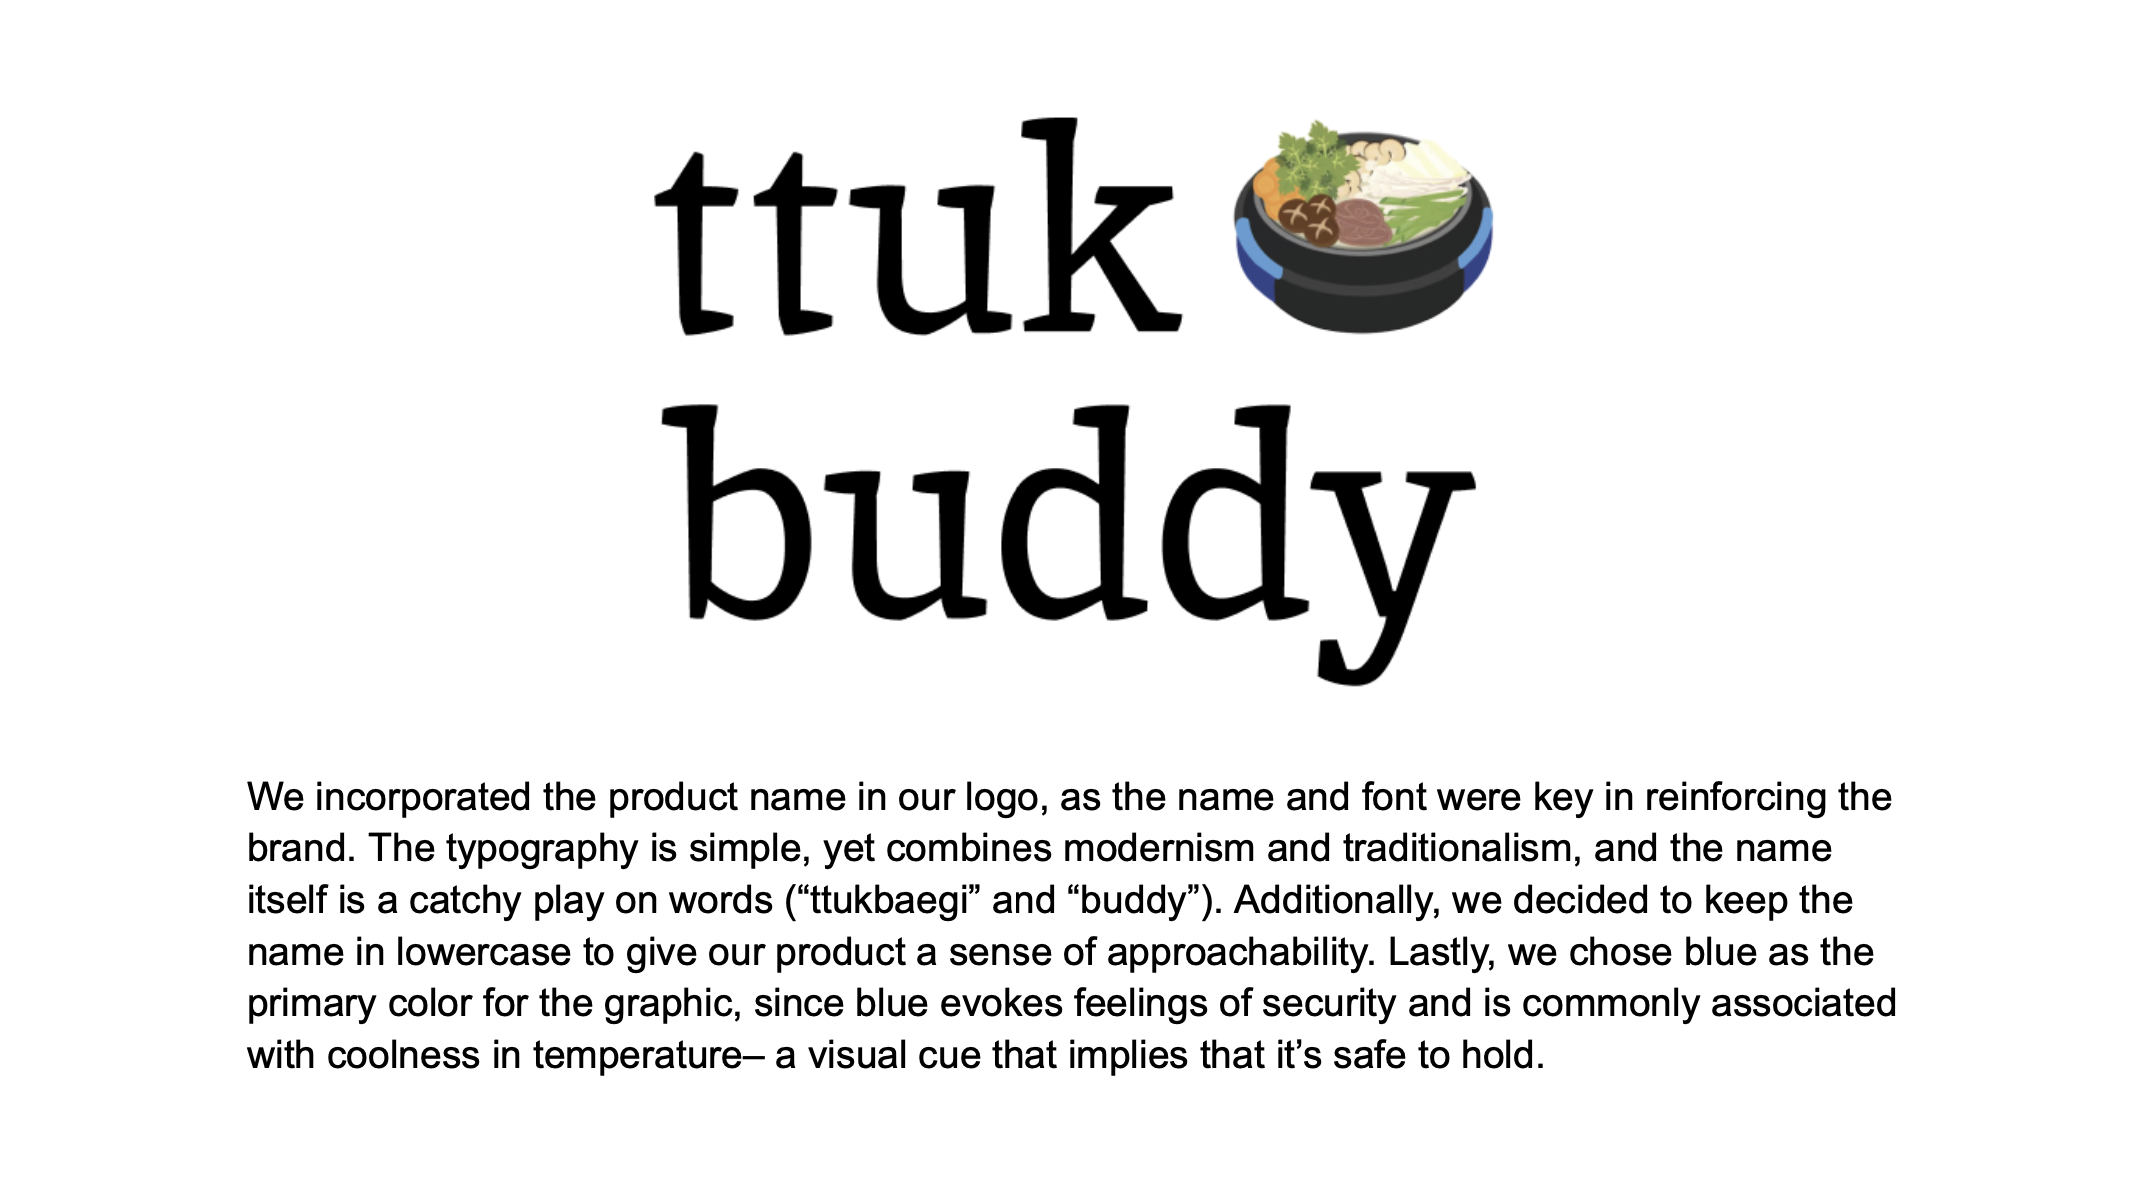 ttuk
buddy
We incorporated the product name in our logo, as the name and font were key in reinforcing the
brand. The typography is simple, yet combines modernism and traditionalism, and the name
itself is a catchy play on words (“ttukbaegi” and “buddy”). Additionally, we decided to keep the
name in lowercase to give our product a sense of approachability. Lastly, we chose blue as the
primary color for the graphic, since blue evokes feelings of security and is commonly associated
with coolness in temperature– a visual cue that implies that it’s safe to hold.